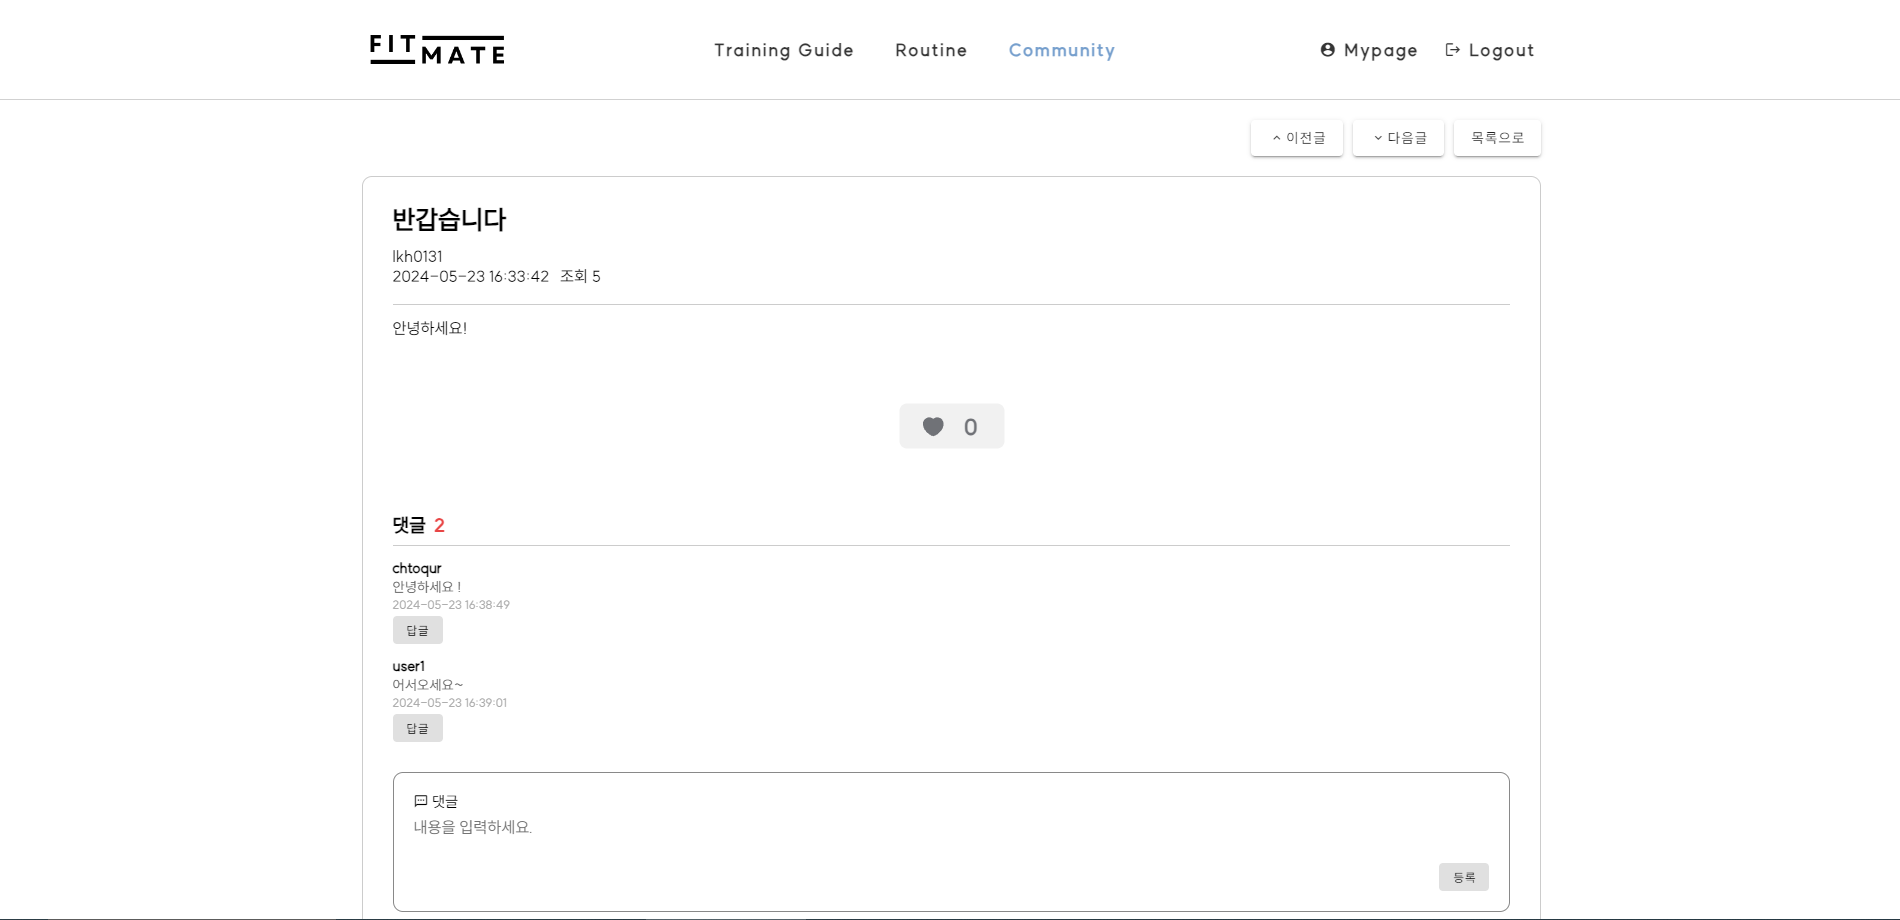 FIT MATE
Training Guide Routine Community
Mypage Logout
이전글 다음글 목록으로
반갑습니다
lkh0131
2024-05-23 16:33:42 조회 5
안녕하세요!
0
댓글 2
chtoqur
안녕하세요 !
2024-05-23 16:38:49
답글
user1
어서오세요~
2024-05-23 16:39:01
답글
댓글
내용을 입력하세요.
등록